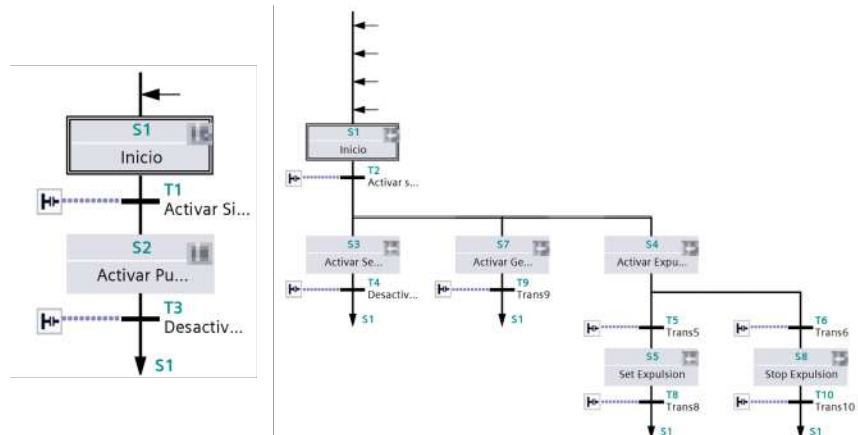 S1
Inicio
T1
Activar Si...
S2
Activar Pu...
T3
Desactiv...
S1
S1
Inicio
T2
Activar s...
S3
Activar Se...
S7
Activar Ge...
S4
Activar Expu...
T4
Desactiv...
T9
Trans9
T5
Trans5
T6
Trans6
S1
S1
S5
Set Expulsion
S8
Stop Expulsion
T8
Trans8
T10
Trans10
S1
S1